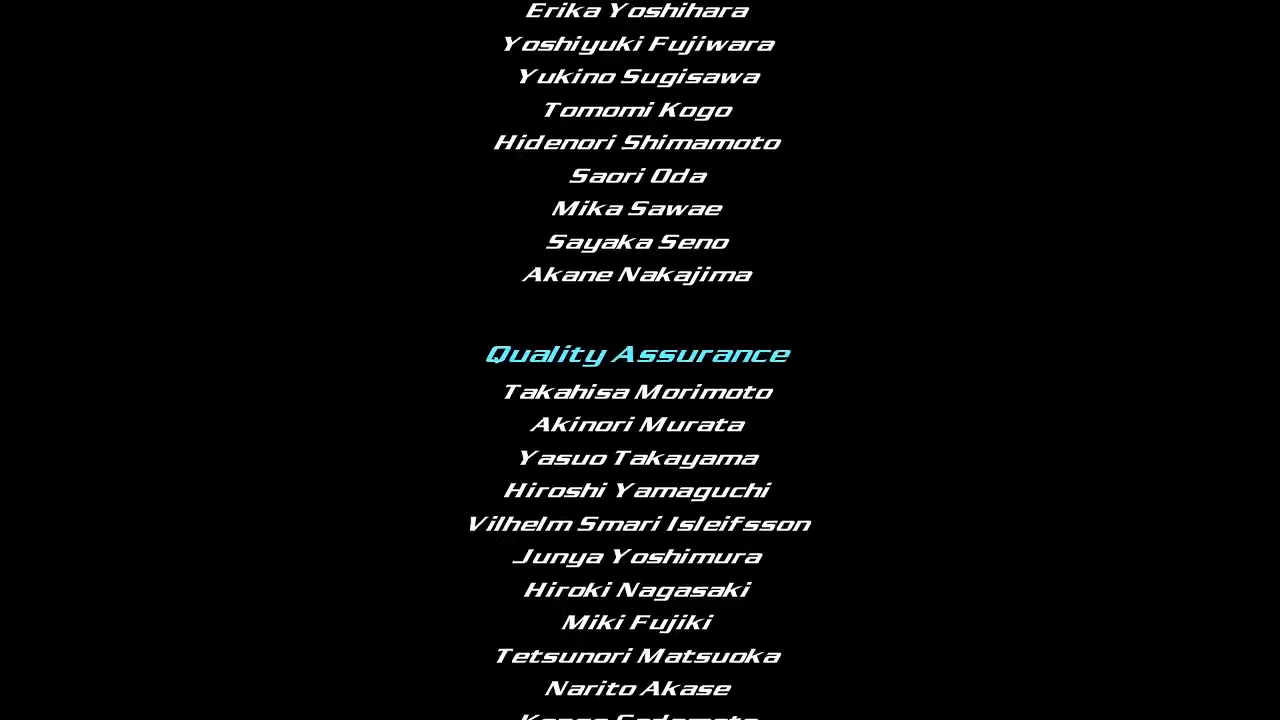 Erika Yoshihara
Yoshiyuki Fujiwara
Yukino Sugisawa
Tomomi Kogo
Hidenori Shimamoto
Saori Oda
Mika Sawae
Sayaka Seno
Akane Nakajima
Quality Assurance
Takahisa Morimoto
Akinori Murata
Yasuo Takayama
Hiroshi Yamaguchi
Vilhelm Smari Isleifsson
Junya Yoshimura
Hiroki Nagasaki
Miki Fujiki
Tetsunori Matsuoka
Narito Akase